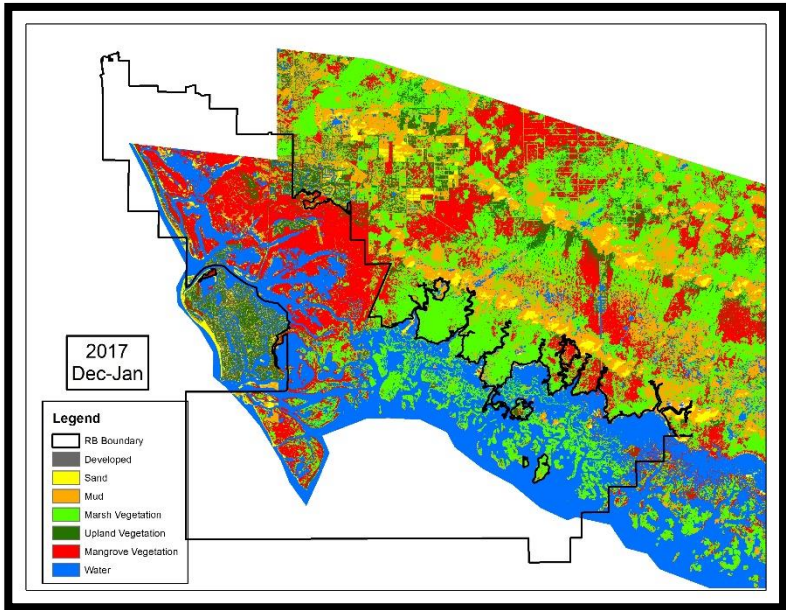 2017
Dec-Jan
Legend
RB Boundary
Developed
Sand
Mud
Marsh Vegetation
Upland Vegetation
Mangrove Vegetation
Water